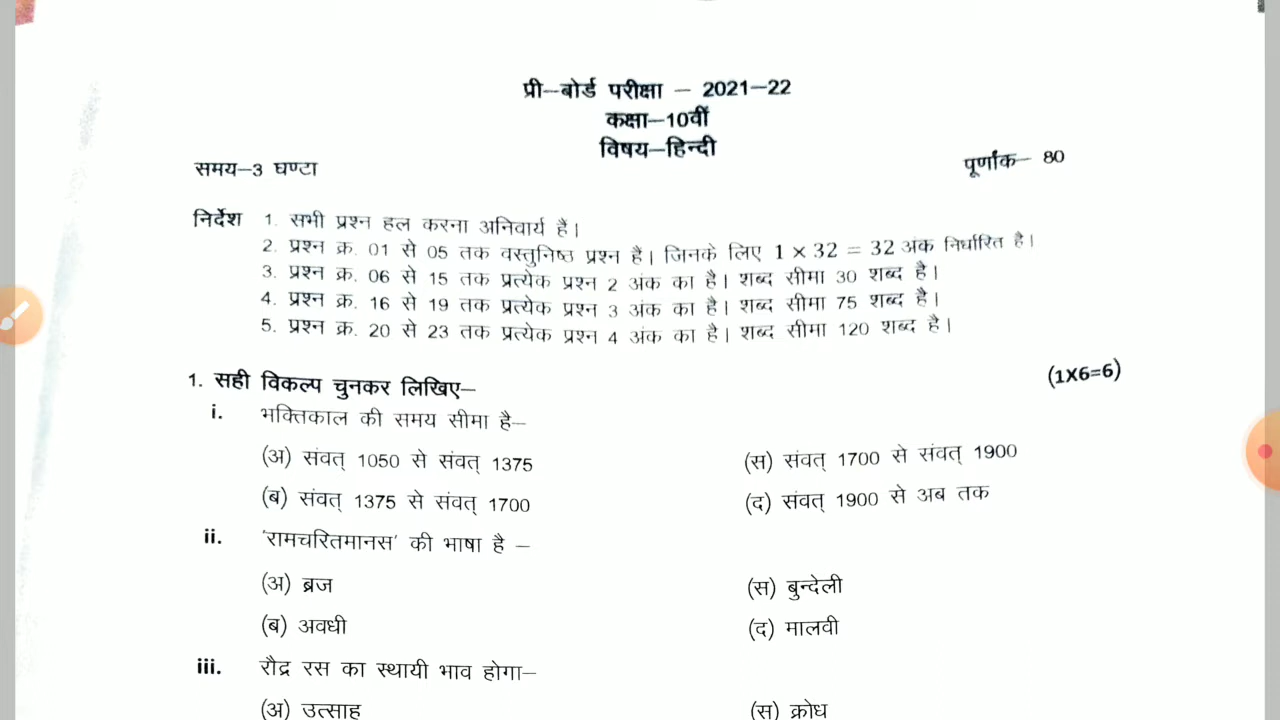 प्री–बोर्ड परीक्षा – 2021–22
कक्षा–10वीं
विषय–हिन्दी
समय–3 घण्टा
पूर्णांक– 80
निर्देश 1. सभी प्रश्न हल करना अनिवार्य हैं।
2. प्रश्न क्र. 01 से 05 तक वस्तुनिष्ठ प्रश्न हैं। जिनके लिए 1 × 32 = 32 अंक निर्धारित है।
3. प्रश्न क्र. 06 से 15 तक प्रत्येक प्रश्न 2 अंक का है। शब्द सीमा 30 शब्द है।
4. प्रश्न क्र. 16 से 19 तक प्रत्येक प्रश्न 3 अंक का है। शब्द सीमा 75 शब्द है।
5. प्रश्न क्र. 20 से 23 तक प्रत्येक प्रश्न 4 अंक का है। शब्द सीमा 120 शब्द है।
1. सही विकल्प चुनकर लिखिए– (1X6=6)
i. भक्तिकाल की समय सीमा है–
(अ) संवत् 1050 से संवत् 1375 (स) संवत् 1700 से संवत् 1900
(ब) संवत् 1375 से संवत् 1700 (द) संवत् 1900 से अब तक
ii. 'रामचरितमानस' की भाषा है –
(अ) ब्रज (स) बुन्देली
(ब) अवधी (द) मालवी
iii. रौद्र रस का स्थायी भाव होगा–
(अ) उत्साह (स) क्रोध